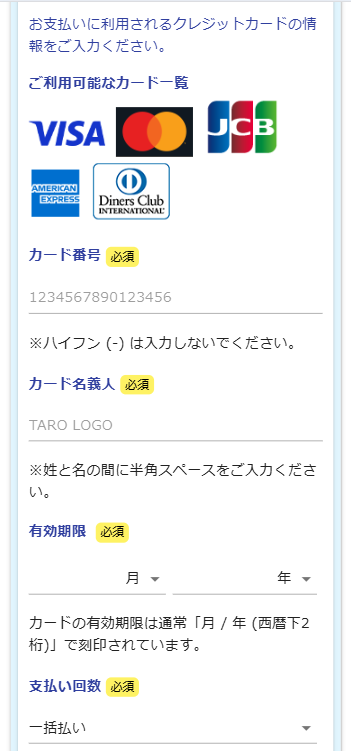 お支払いに利用されるクレジットカードの情
報をご入力ください。
ご利用可能なカード一覧
VISA
JCB
AMERICAN
EXPRESS
Diners Club
INTERNATIONAL
カード番号 必須
1234567890123456
※ハイフン (-) は入力しないでください。
カード名義人 必須
TARO LOGO
※姓と名の間に半角スペースをご入力くださ
い。
有効期限 必須
月 年
カードの有効期限は通常「月 / 年 (西暦下2
桁)」で刻印されています。
支払い回数 必須
一括払い